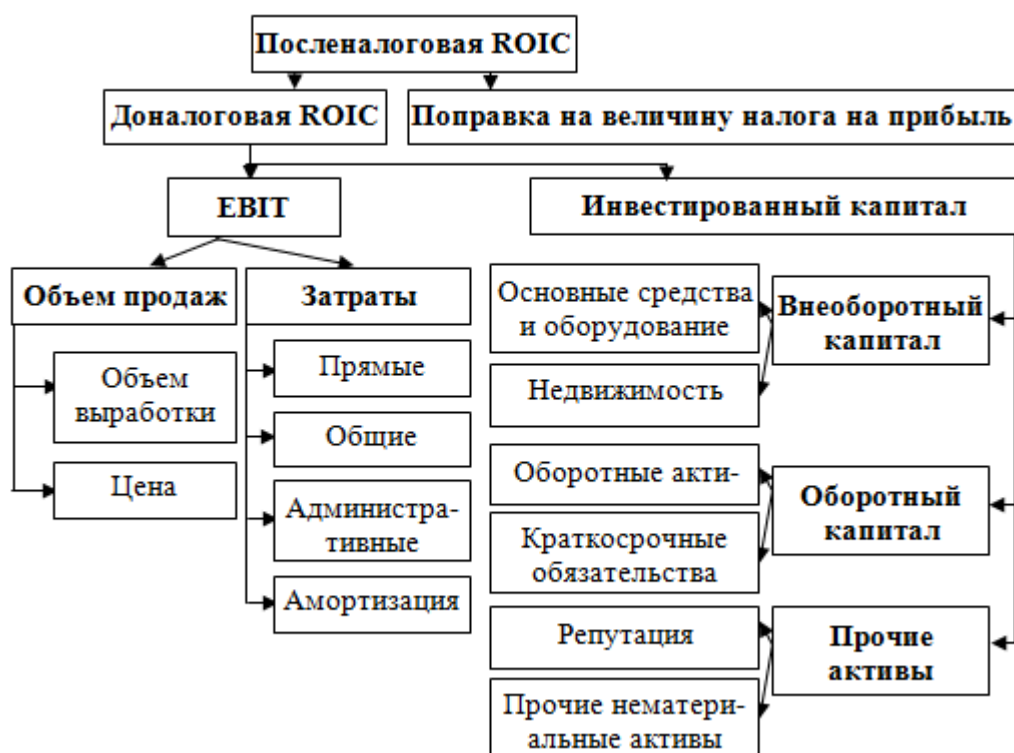 Посленалоговая ROIC
Доналоговая ROIC
Поправка на величину налога на прибыль
EBIT
Инвестированный капитал
Объем продаж
Объем
выработки
Цена
Затраты
Прямые
Общие
Администра-
тивные
Амортизация
Основные средства
и оборудование
Недвижимость
Внеоборотный
капитал
Оборотные акти-
Краткосрочные
обязательства
Оборотный
капитал
Репутация
Прочие нематери-
альные активы
Прочие
активы